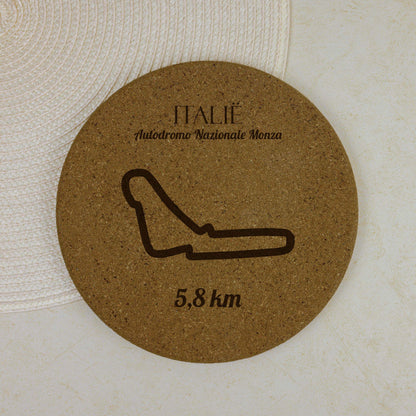 ITALIË
Autodromo Nazionale Monza
5,8 km